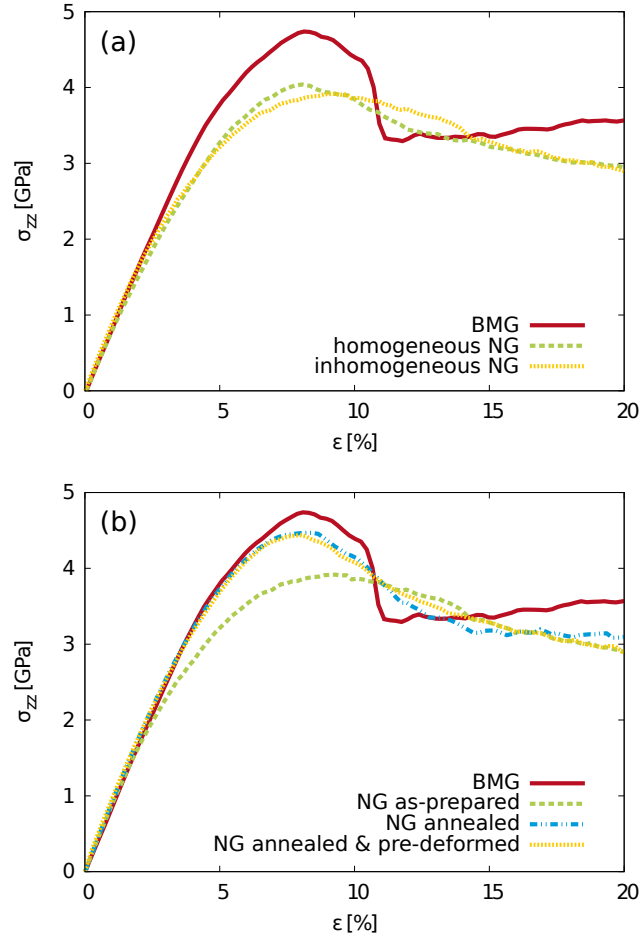 (a)
5
4
3
2
1
0
σzz [GPa]
BMG
homogeneous NG
inhomogeneous NG
0 5 10 15 20
ε [%]
(b)
5
4
3
2
1
0
σzz [GPa]
BMG
NG as-prepared
NG annealed
NG annealed & pre-deformed
0 5 10 15 20
ε [%]